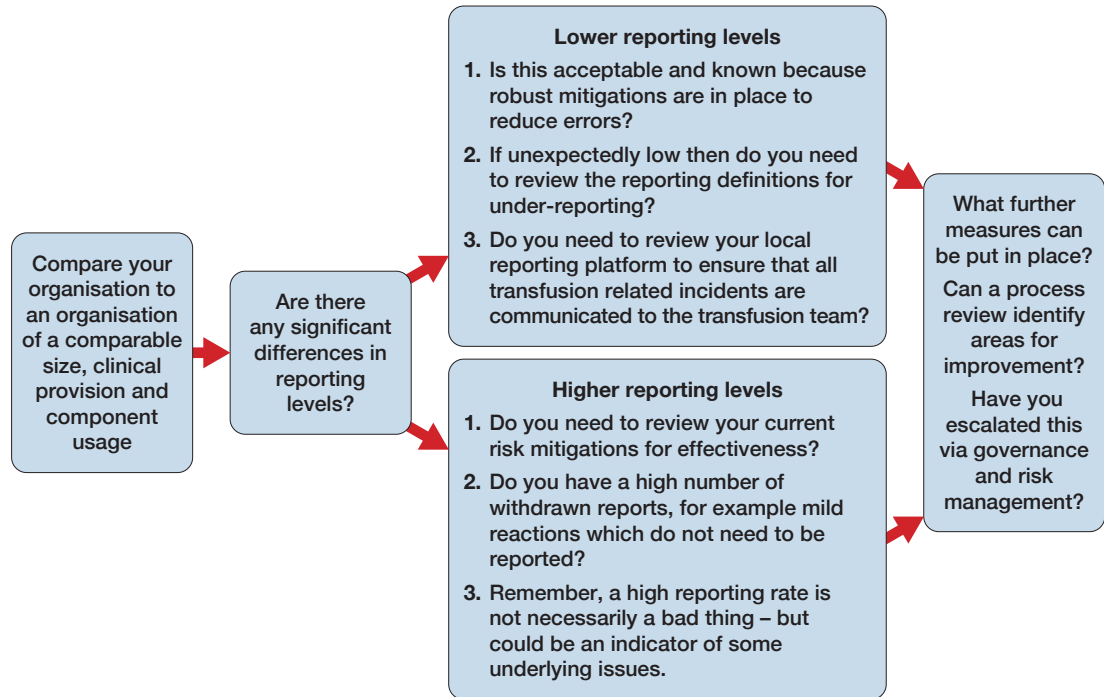 Compare your
organisation to
an organisation
of a comparable
size, clinical
provision and
component
usage
Are there
any significant
differences in
reporting
levels?
Lower reporting levels
1. Is this acceptable and known because
robust mitigations are in place to
reduce errors?
2. If unexpectedly low then do you need
to review the reporting definitions for
under-reporting?
3. Do you need to review your local
reporting platform to ensure that all
transfusion related incidents are
communicated to the transfusion team?
Higher reporting levels
1. Do you need to review your current
risk mitigations for effectiveness?
2. Do you have a high number of
withdrawn reports, for example mild
reactions which do not need to be
reported?
3. Remember, a high reporting rate is
not necessarily a bad thing – but
could be an indicator of some
underlying issues.
What further
measures can
be put in place?
Can a process
review identify
areas for
improvement?
Have you
escalated this
via governance
and risk
management?